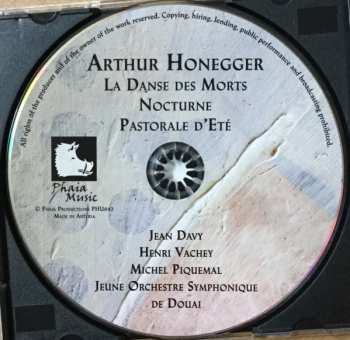 All rights of the producer and of the owner of the work reserved. Copying, hiring, lending, public performance and broadcasting prohibited.
ARTHUR HONEGGER
LA DANSE DES MORTS
NOCTURNE
PASTORALE D'ETÉ
Phaia
Music
MADE IN AUSTRIA
JEAN DAVY
HENRI VACHEY
MICHEL PIQUEMAL
JEUNE ORCHESTRE SYMPHONIQUE
DE DOUAI